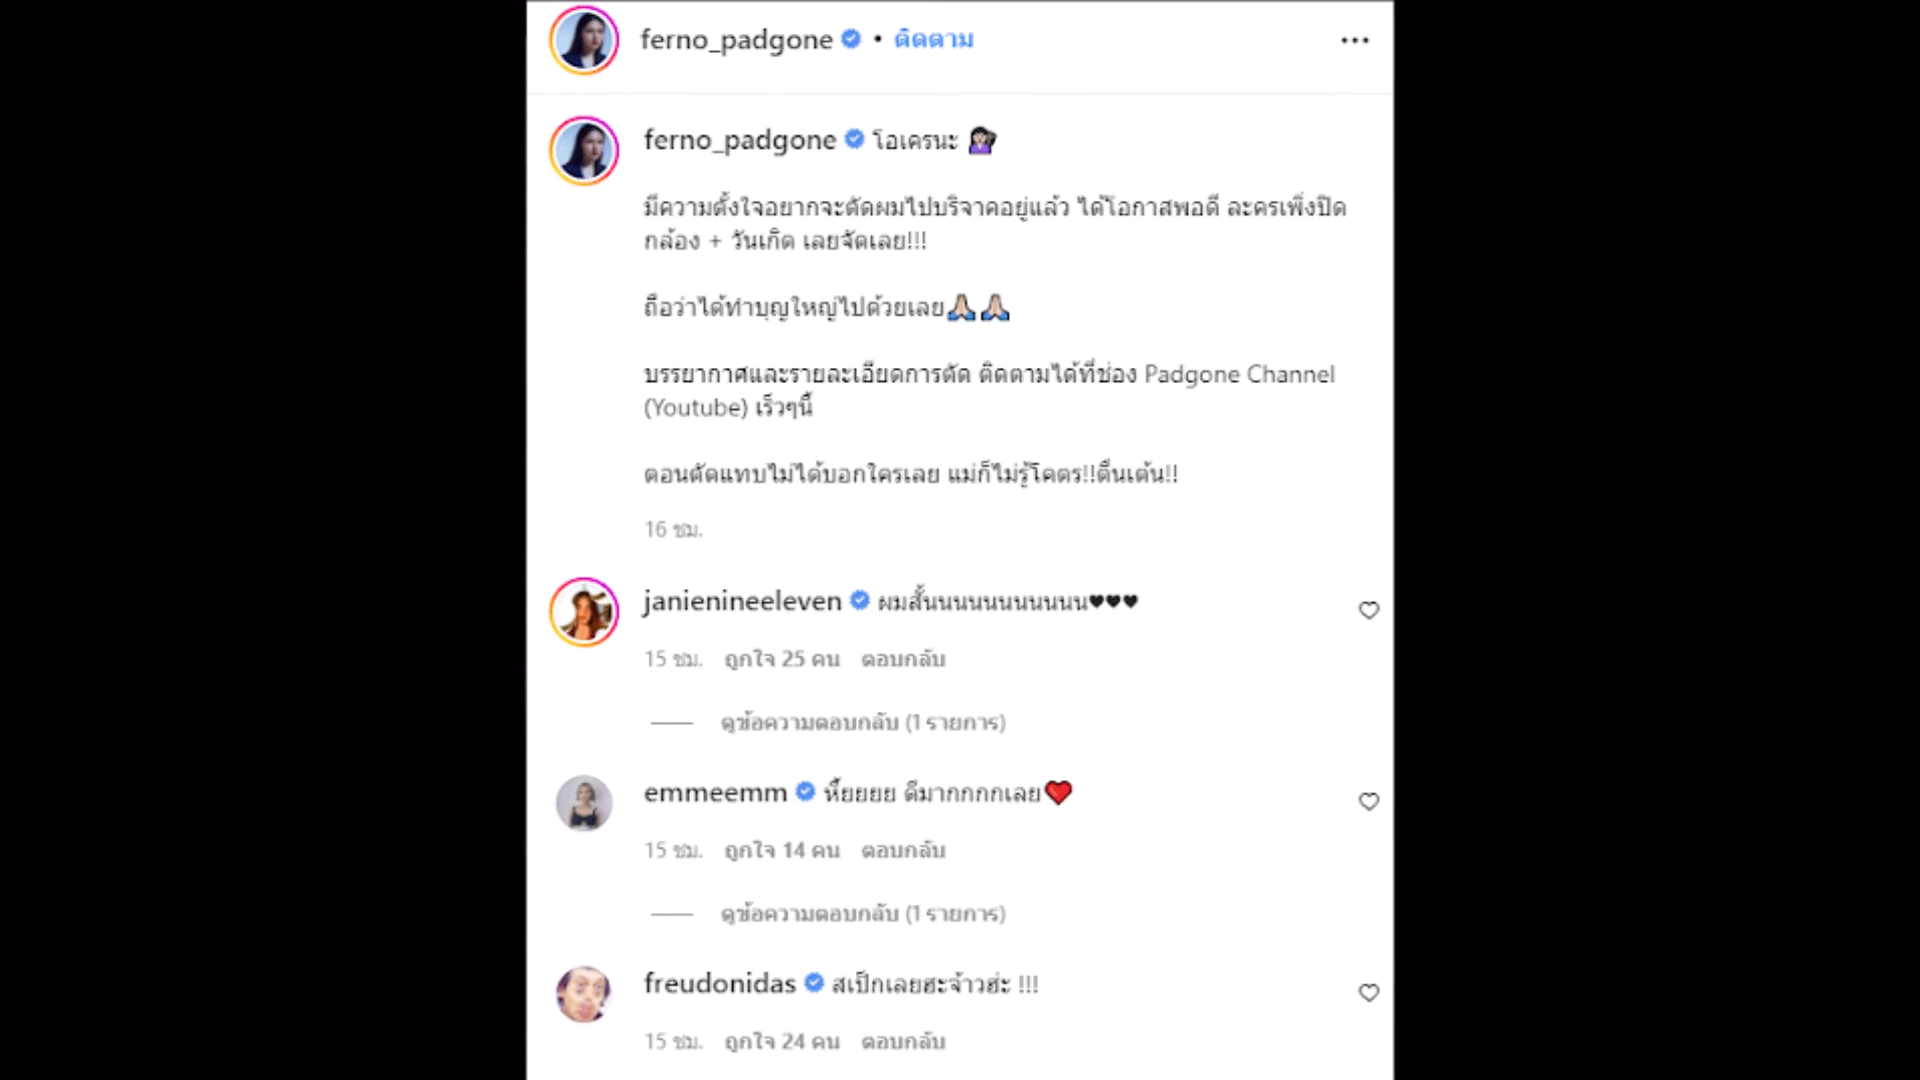 ferno_padgone • ติดตาม
ferno_padgone โอเครนะ 💇🏻‍♀️
มีความตั้งใจอยากจะตัดผมไปบริจาคอยู่แล้ว ได้โอกาสพอดี ละครเพิ่งปิด
กล้อง + วันเกิด เลยจัดเลย!!!
ถือว่าได้ทำบุญใหญ่ไปด้วยเลย🙏🏻🙏🏻
บรรยากาศและรายละเอียดการตัด ติดตามได้ที่ช่อง Padgone Channel
(Youtube) เร็วๆนี้
ตอนตัดแทบไม่ได้บอกใครเลย แม่ก็ไม่รู้โคตร!!ตื่นเต้น!!
16 ชม.
janienineeleven ผมสั้นนนนนนนนนนน♥♥♥
15 ชม. ถูกใจ 25 คน ตอบกลับ
ดูข้อความตอบกลับ (1 รายการ)
emmeemm หื้ยยยย ดีมากกกกเลย❤️
15 ชม. ถูกใจ 14 คน ตอบกลับ
ดูข้อความตอบกลับ (1 รายการ)
freudonidas สเป็กเลยฮะจ้าวฮ่ะ !!!
15 ชม. ถูกใจ 24 คน ตอบกลับ